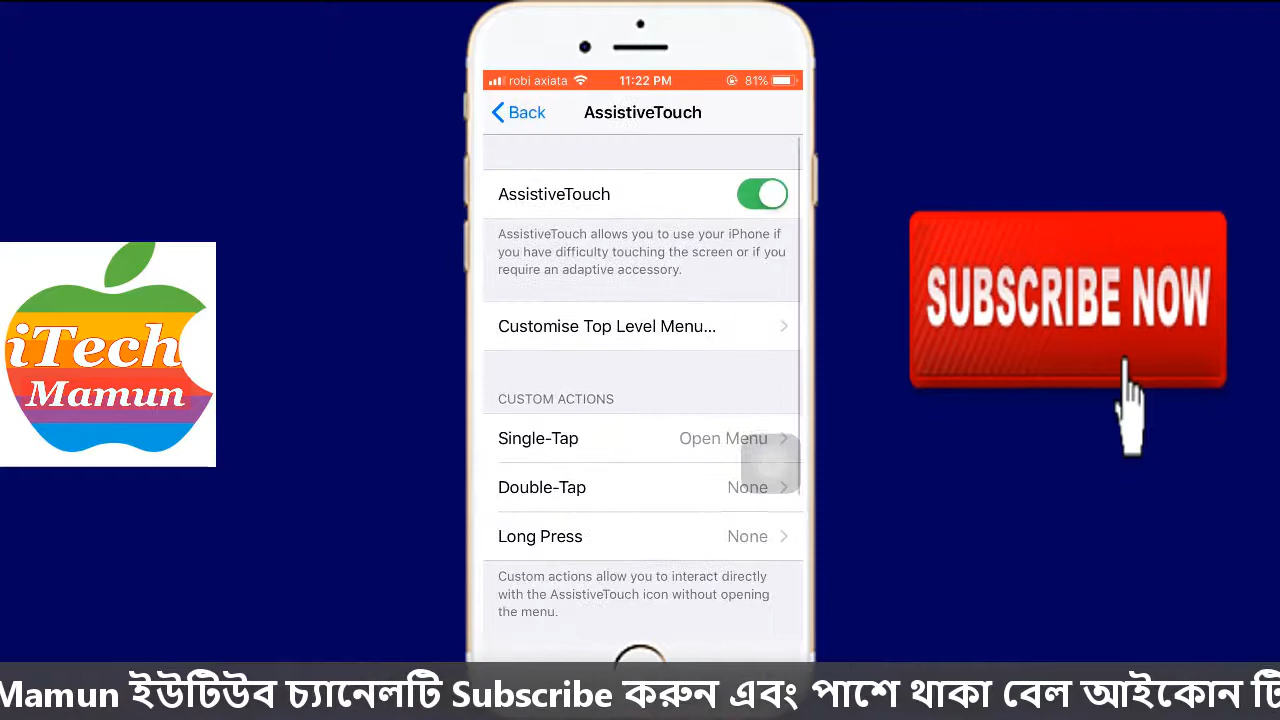 robi axiata 11:22 PM 81%
Back AssistiveTouch
AssistiveTouch
AssistiveTouch allows you to use your iPhone if
you have difficulty touching the screen or if you
require an adaptive accessory.
Customise Top Level Menu...
CUSTOM ACTIONS
Single-Tap Open Menu
Double-Tap None
Long Press None
Custom actions allow you to interact directly
with the AssistiveTouch icon without opening
the menu.
iTech
Mamun
SUBSCRIBE NOW
Mamun ইউটিউব চ্যানেলটি Subscribe করুন এবং পাশে থাকা বেল আইকোন টি